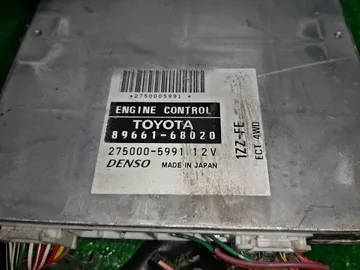 *2750005991*
ENGINE CONTROL
TOYOTA
89661-68020
275000-5991 12V
DENSO MADE IN JAPAN
1ZZ-FE
ECT 4WD